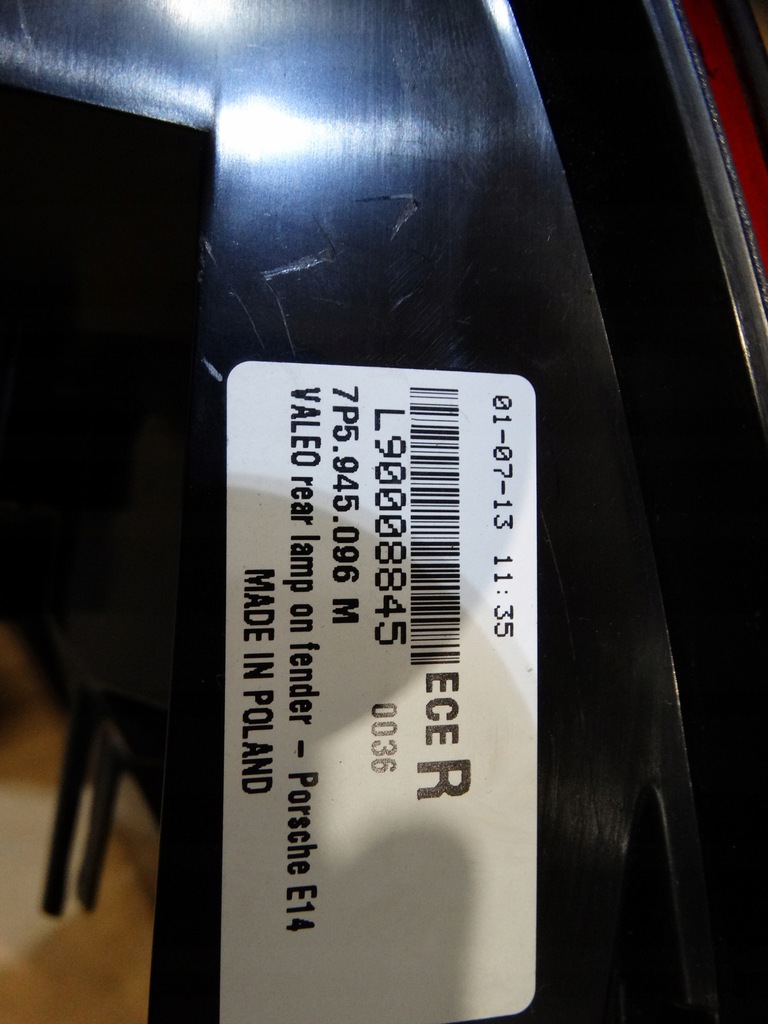 01-07-13 11:35
ECE R
L90008845 0036
7P5.945.096 M
VALEO rear lamp on fender - Porsche E14
MADE IN POLAND